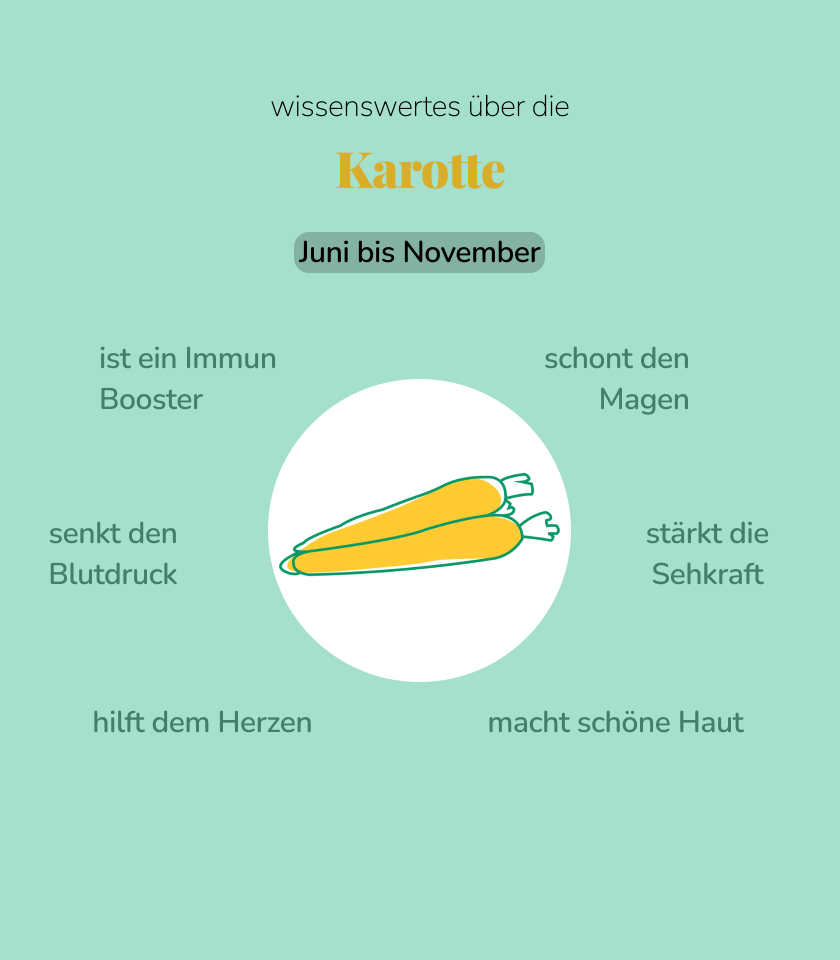 wissenswertes über die
Karotte
Juni bis November
ist ein Immun
Booster
schont den
Magen
senkt den
Blutdruck
stärkt die
Sehkraft
hilft dem Herzen
macht schöne Haut